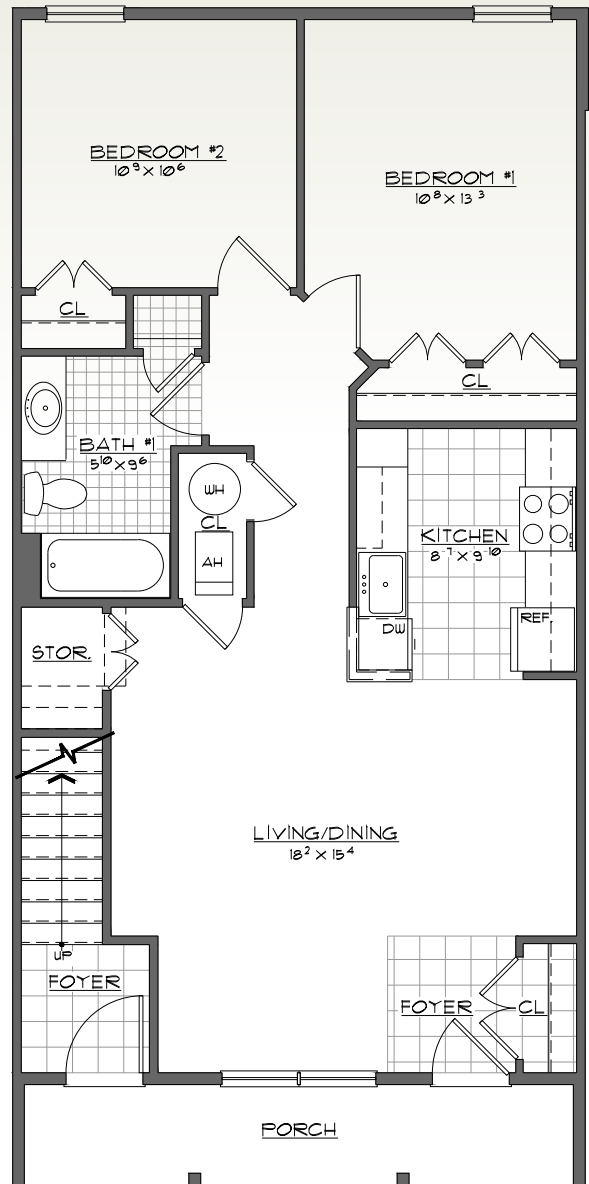 BEDROOM #2
10⁹ X 10⁶
BEDROOM #1
10⁸ X 13³
CL
CL
BATH #1
5¹⁰ X 9⁶
WH
CL
AH
KITCHEN
8⁷ X 9¹⁰
DW
REF.
STOR.
LIVING/DINING
18² X 15⁴
UP
FOYER
FOYER
CL
PORCH